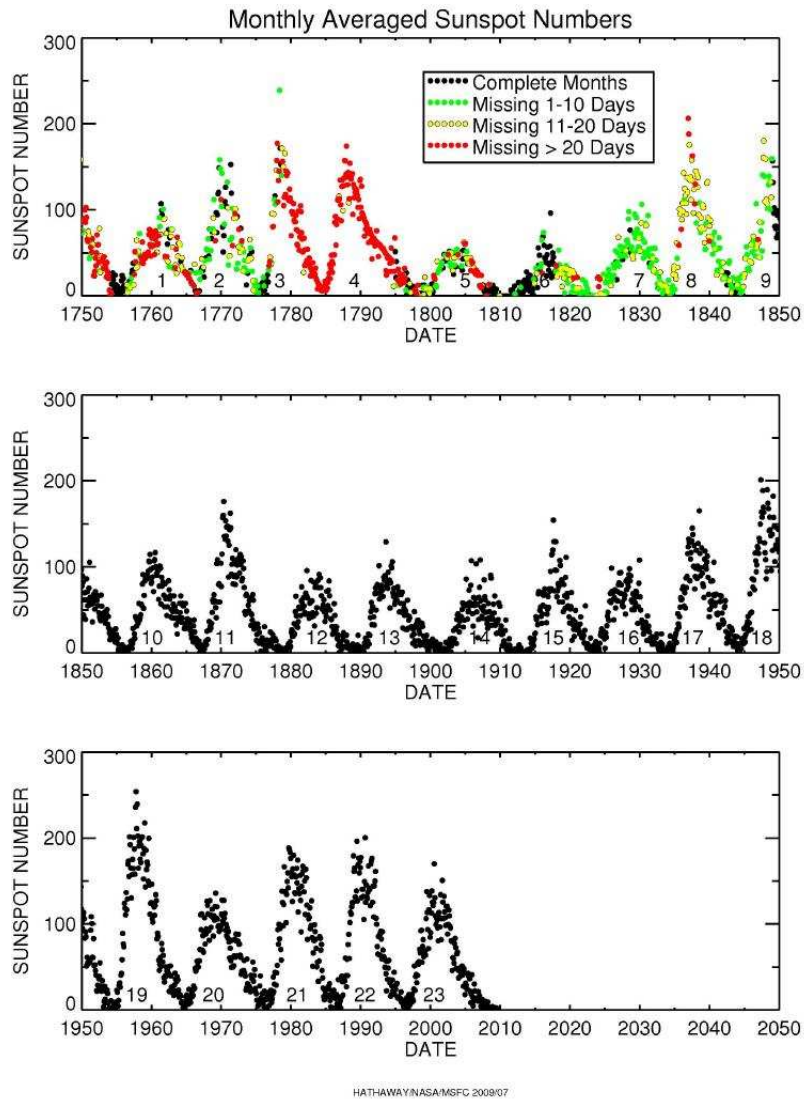 Monthly Averaged Sunspot Numbers
300
200
100
0
SUNSPOT NUMBER
Complete Months
Missing 1-10 Days
Missing 11-20 Days
Missing > 20 Days
1 2 3 4 5 6 7 8 9
1750 1760 1770 1780 1790 1800 1810 1820 1830 1840 1850
DATE
300
200
100
0
SUNSPOT NUMBER
10 11 12 13 14 15 16 17 18
1850 1860 1870 1880 1890 1900 1910 1920 1930 1940 1950
DATE
300
200
100
0
SUNSPOT NUMBER
19 20 21 22 23
1950 1960 1970 1980 1990 2000 2010 2020 2030 2040 2050
DATE
HATHAWAY/NASA/MSFC 2009/07